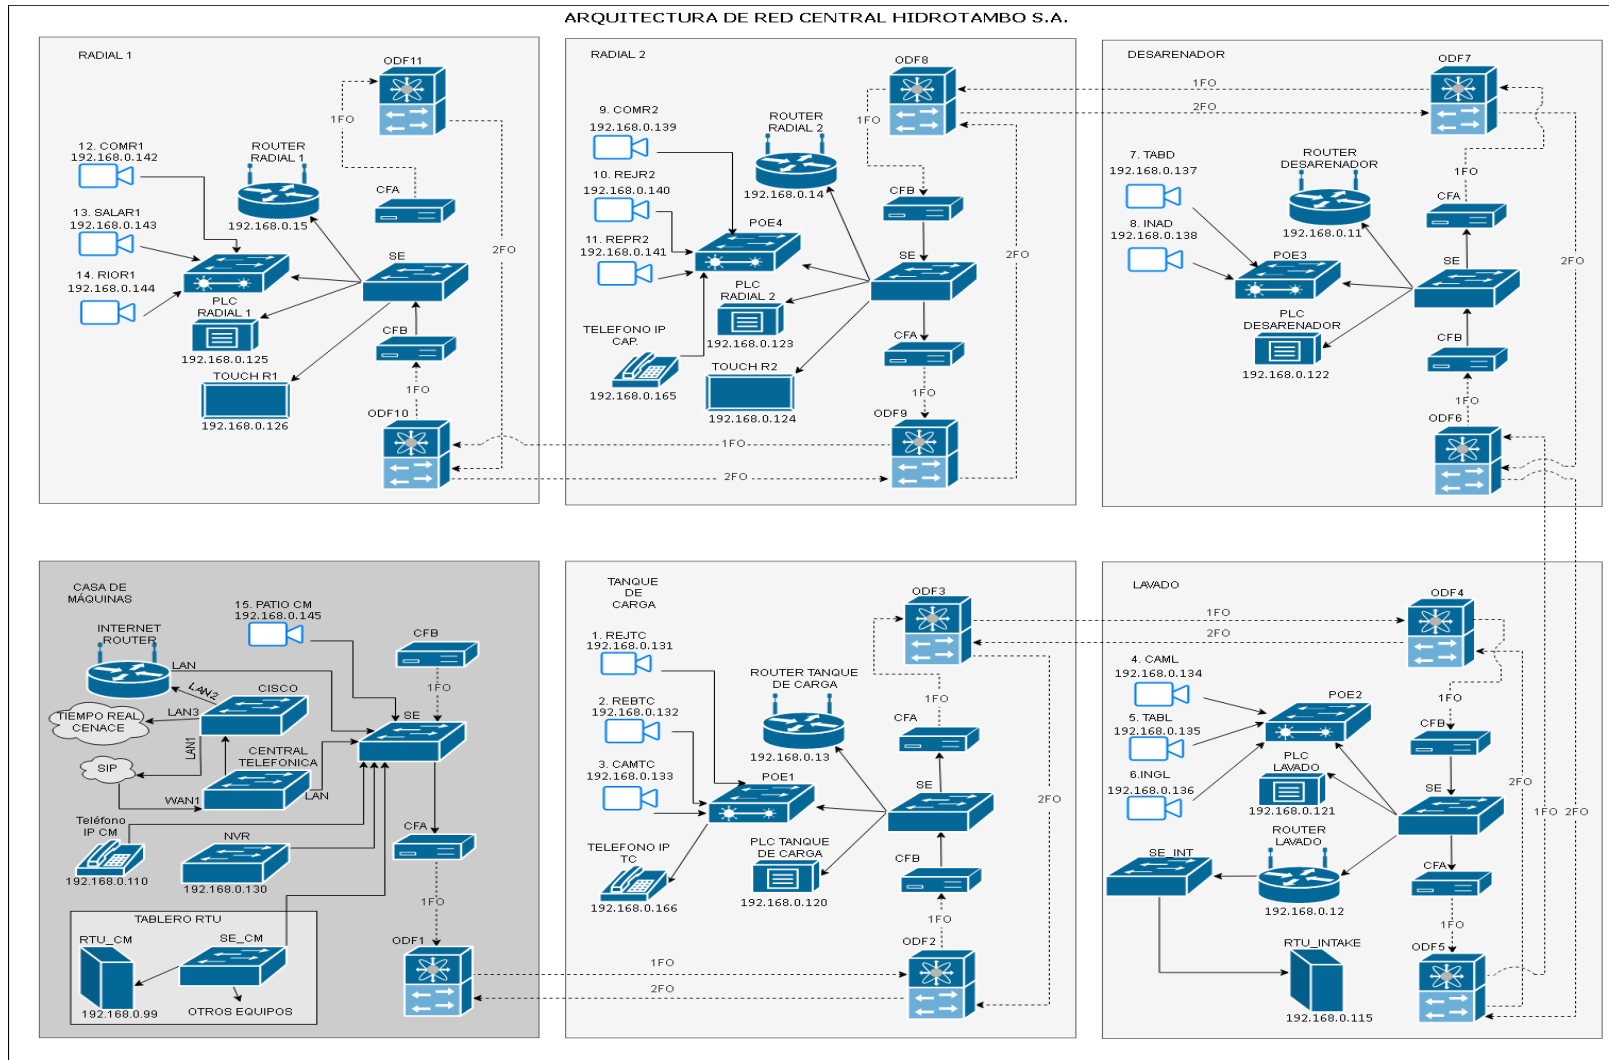 ARQUITECTURA DE RED CENTRAL HIDROTAMBO S.A.
RADIAL 1
ODF11
1FO
12. COMR1
192.168.0.142
ROUTER
RADIAL 1
CFA
13. SALAR1
192.168.0.143
192.168.0.15
2FO
SE
14. RIOR1
192.168.0.144
PLC
RADIAL 1
CFB
192.168.0.125
TOUCH R1
1FO
ODF10
192.168.0.126
RADIAL 2
ODF8
9. COMR2
192.168.0.139
ROUTER
RADIAL 2
1FO
10. REJR2
192.168.0.140
192.168.0.14
CFB
11. REPR2
192.168.0.141
POE4
2FO
SE
PLC
RADIAL 2
TELEFONO IP
CAP.
192.168.0.123
CFA
TOUCH R2
1FO
192.168.0.165
192.168.0.124
ODF9
1FO
2FO
DESARENADOR
ODF7
1FO
2FO
7. TABD
192.168.0.137
ROUTER
DESARENADOR
1FO
CFA
8. INAD
192.168.0.138
192.168.0.11
POE3
SE
2FO
PLC
DESARENADOR
CFB
192.168.0.122
1FO
ODF6
CASA DE
MÁQUINAS
15. PATIO CM
192.168.0.145
INTERNET
ROUTER
CFB
LAN
LAN2
CISCO
1FO
TIEMPO REAL
CENACE
LAN3
SE
LAN1
SIP
CENTRAL
TELEFONICA
WAN1
LAN
Teléfono
IP CM
NVR
CFA
192.168.0.110
192.168.0.130
1FO
TABLERO RTU
RTU_CM
SE_CM
ODF1
192.168.0.99
OTROS EQUIPOS
TANQUE
DE
CARGA
ODF3
1. REJTC
192.168.0.131
ROUTER TANQUE
DE CARGA
1FO
2. REBTC
192.168.0.132
CFA
192.168.0.13
3. CAMTC
192.168.0.133
POE1
SE
2FO
TELEFONO IP
TC
PLC TANQUE
DE CARGA
CFB
192.168.0.166
192.168.0.120
1FO
ODF2
1FO
2FO
LAVADO
ODF4
1FO
2FO
4. CAML
192.168.0.134
POE2
1FO
5. TABL
192.168.0.135
CFB
PLC
LAVADO
6.INGL
192.168.0.136
SE
2FO
192.168.0.121
1FO
2FO
ROUTER
LAVADO
SE_INT
CFA
192.168.0.12
1FO
RTU_INTAKE
ODF5
192.168.0.115